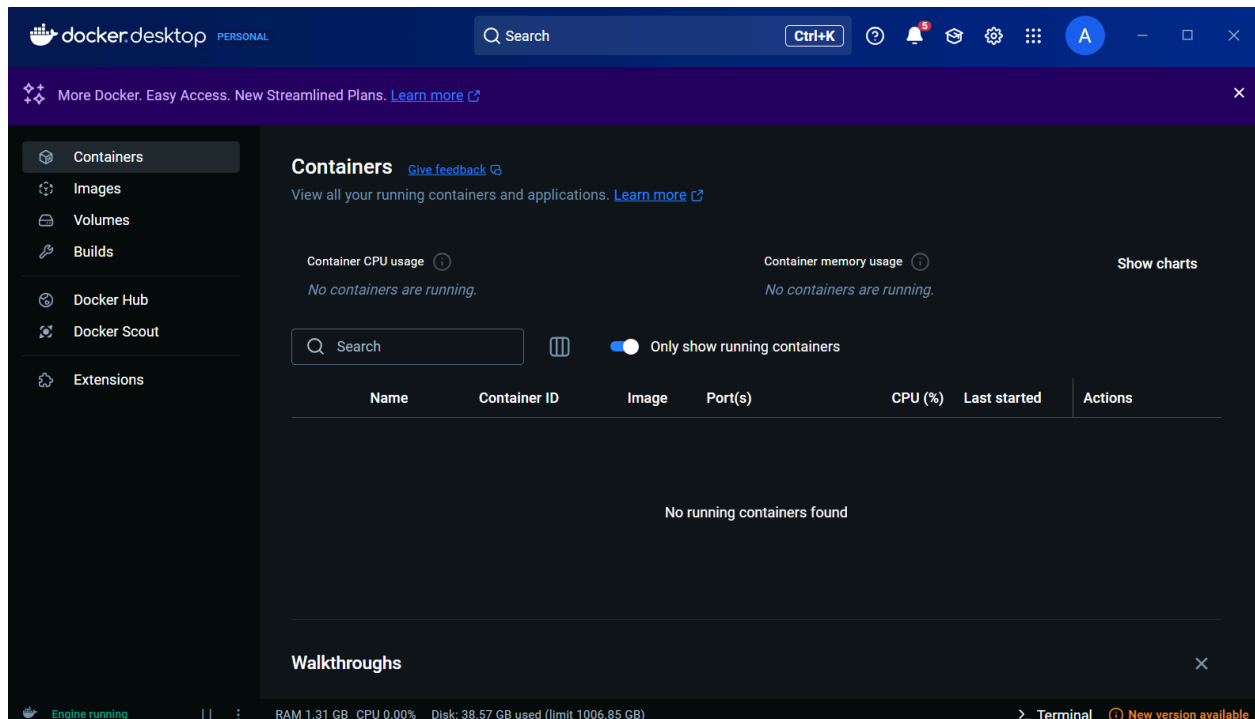 docker.desktop PERSONAL
Search Ctrl+K 5 A
More Docker. Easy Access. New Streamlined Plans. Learn more
Containers
Images
Volumes
Builds
Docker Hub
Docker Scout
Extensions
Containers Give feedback
View all your running containers and applications. Learn more
Container CPU usage
No containers are running.
Container memory usage
No containers are running.
Show charts
Search
Only show running containers
Name Container ID Image Port(s) CPU (%) Last started Actions
No running containers found
Walkthroughs
Engine running RAM 1.31 GB CPU 0.00% Disk: 38.57 GB used (limit 1006.85 GB) Terminal New version available